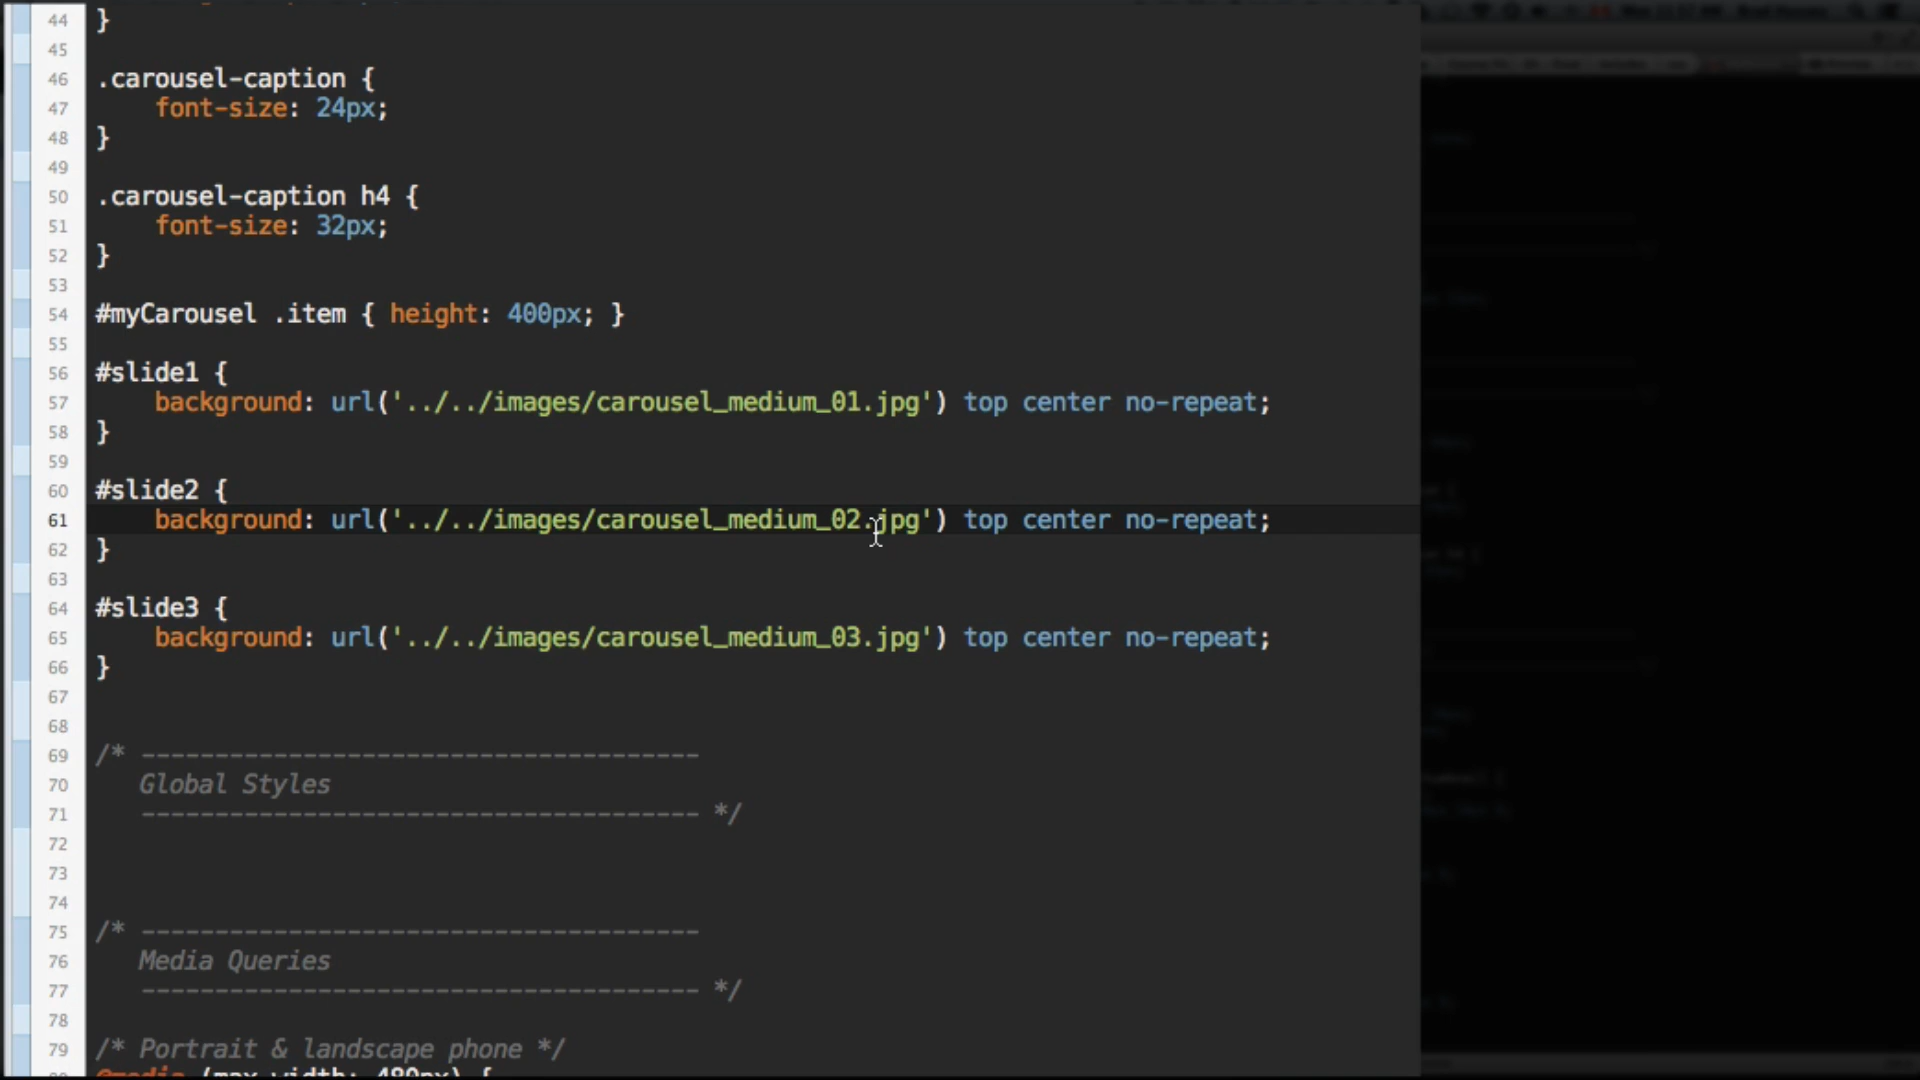 44 }
45
46 .carousel-caption {
47 font-size: 24px;
48 }
49
50 .carousel-caption h4 {
51 font-size: 32px;
52 }
53
54 #myCarousel .item { height: 400px; }
55
56 #slide1 {
57 background: url('../../images/carousel_medium_01.jpg') top center no-repeat;
58 }
59
60 #slide2 {
61 background: url('../../images/carousel_medium_02.jpg') top center no-repeat;
62 }
63
64 #slide3 {
65 background: url('../../images/carousel_medium_03.jpg') top center no-repeat;
66 }
67
68
69 /* --------------------------------------
70 Global Styles
71 -------------------------------------- */
72
73
74
75 /* --------------------------------------
76 Media Queries
77 -------------------------------------- */
78
79 /* Portrait & landscape phone */
@media (max-width: 480px) {